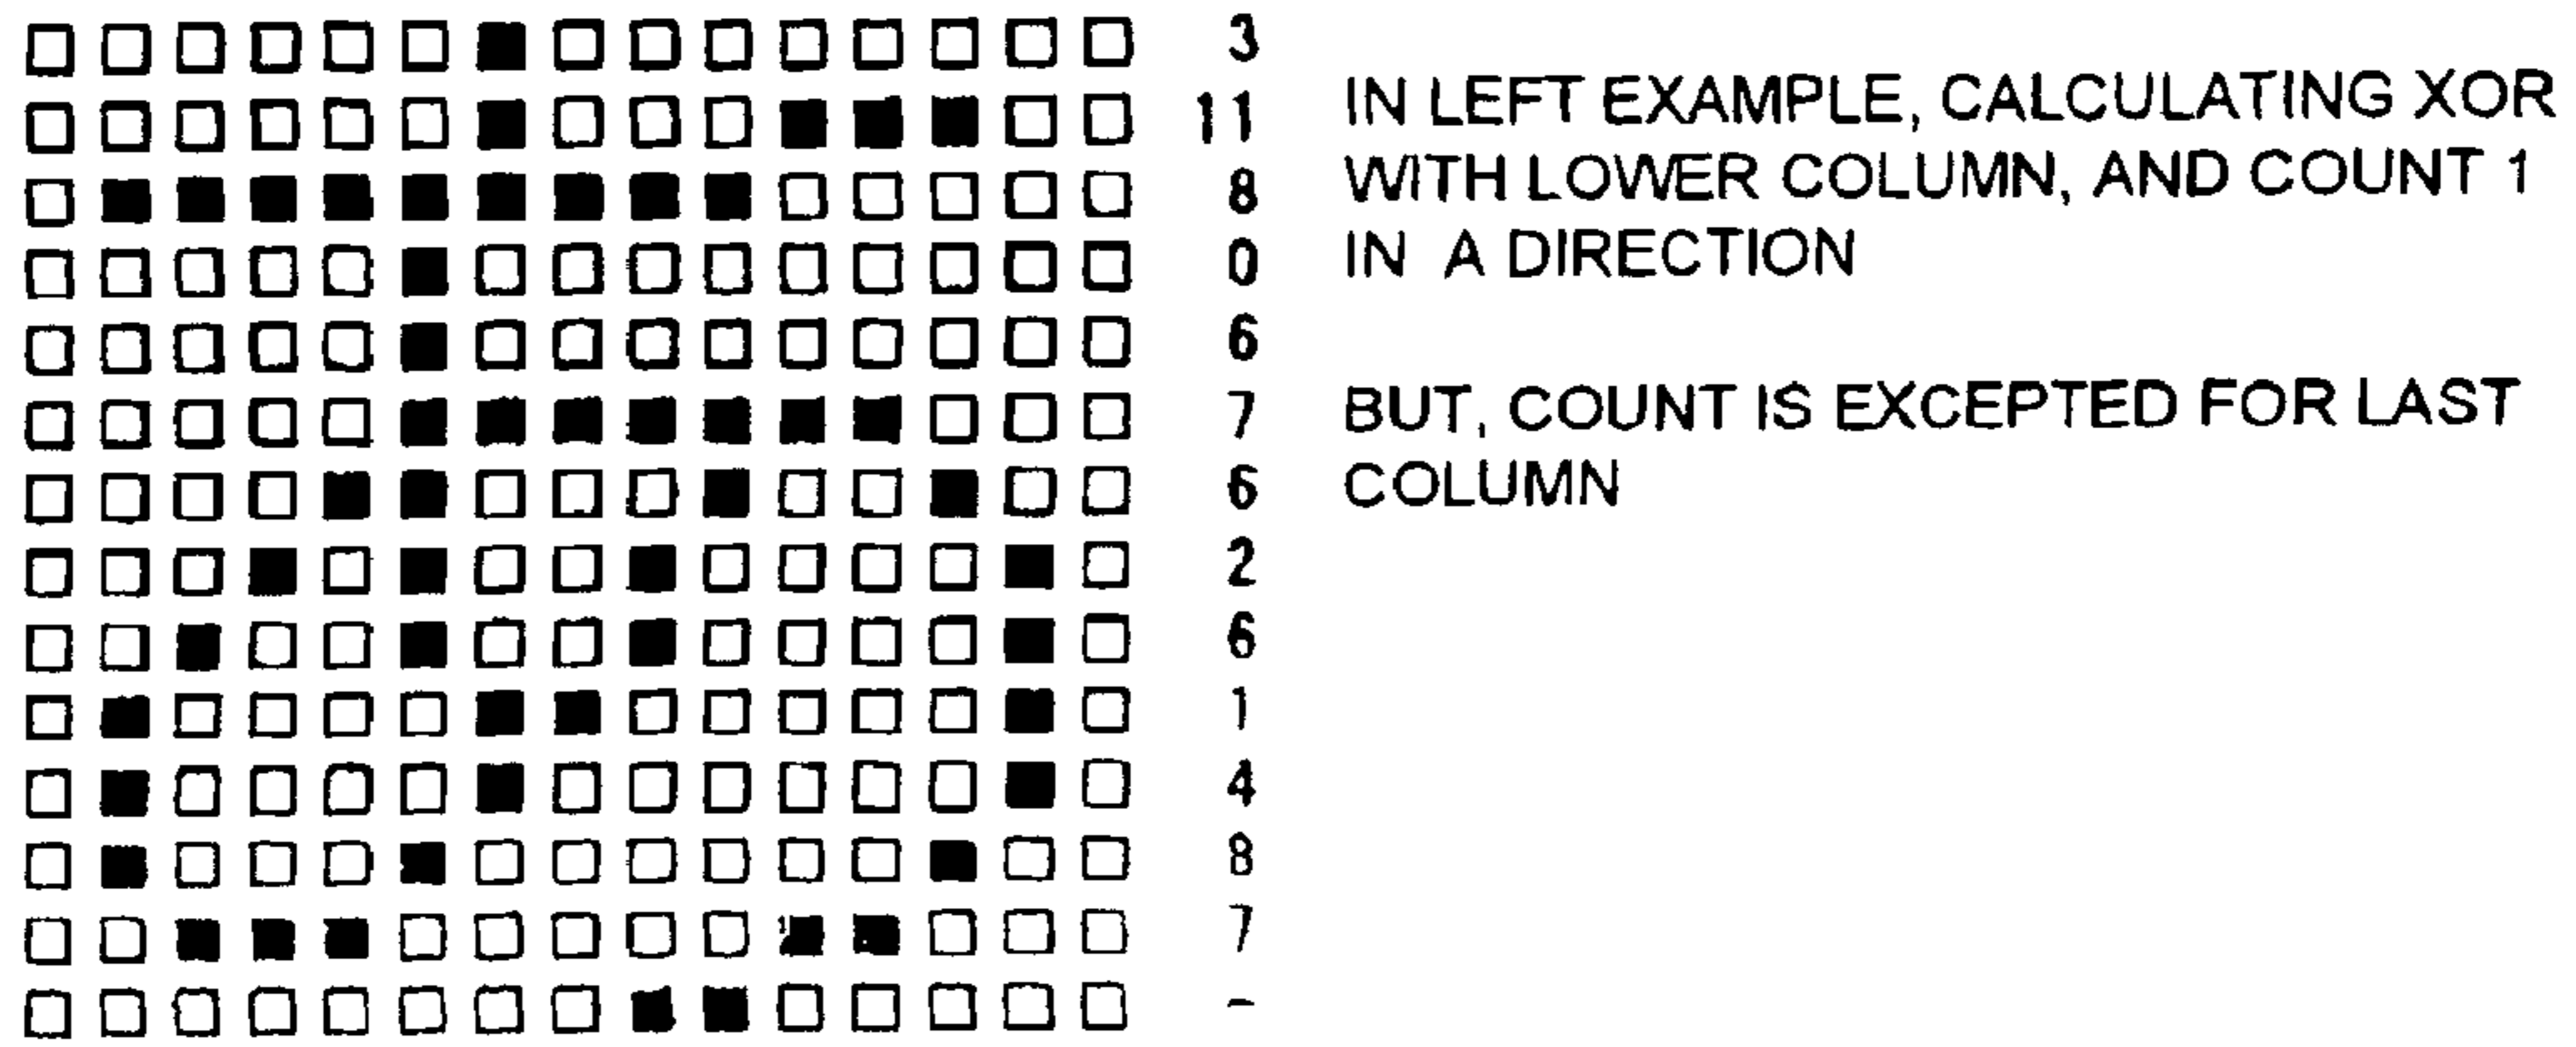 3
11 IN LEFT EXAMPLE, CALCULATING XOR
8 WITH LOWER COLUMN, AND COUNT 1
0 IN A DIRECTION
6
7 BUT, COUNT IS EXCEPTED FOR LAST
6 COLUMN
2
6
1
4
8
7
-